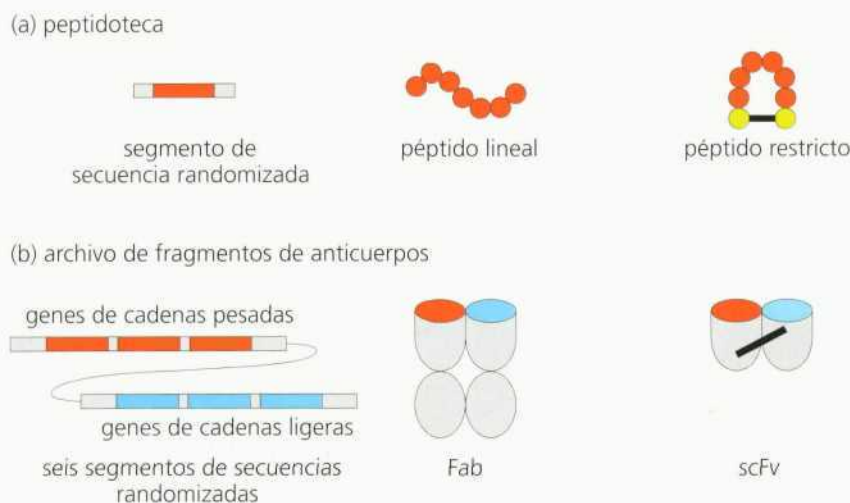 (a) peptidoteca
segmento de
secuencia randomizada
péptido lineal
péptido restricto
(b) archivo de fragmentos de anticuerpos
genes de cadenas pesadas
genes de cadenas ligeras
seis segmentos de secuencias
randomizadas
Fab
scFv